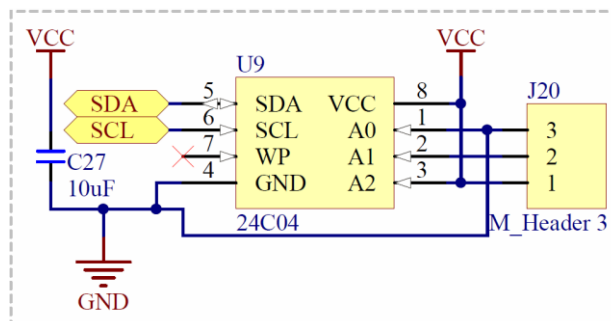 VCC
U9
VCC
SDA 5 SDA VCC 8 J20
SCL 6 SCL A0 1 3
7 WP A1 2 2
C27 4 GND A2 3 1
10uF
24C04 M_Header 3
GND